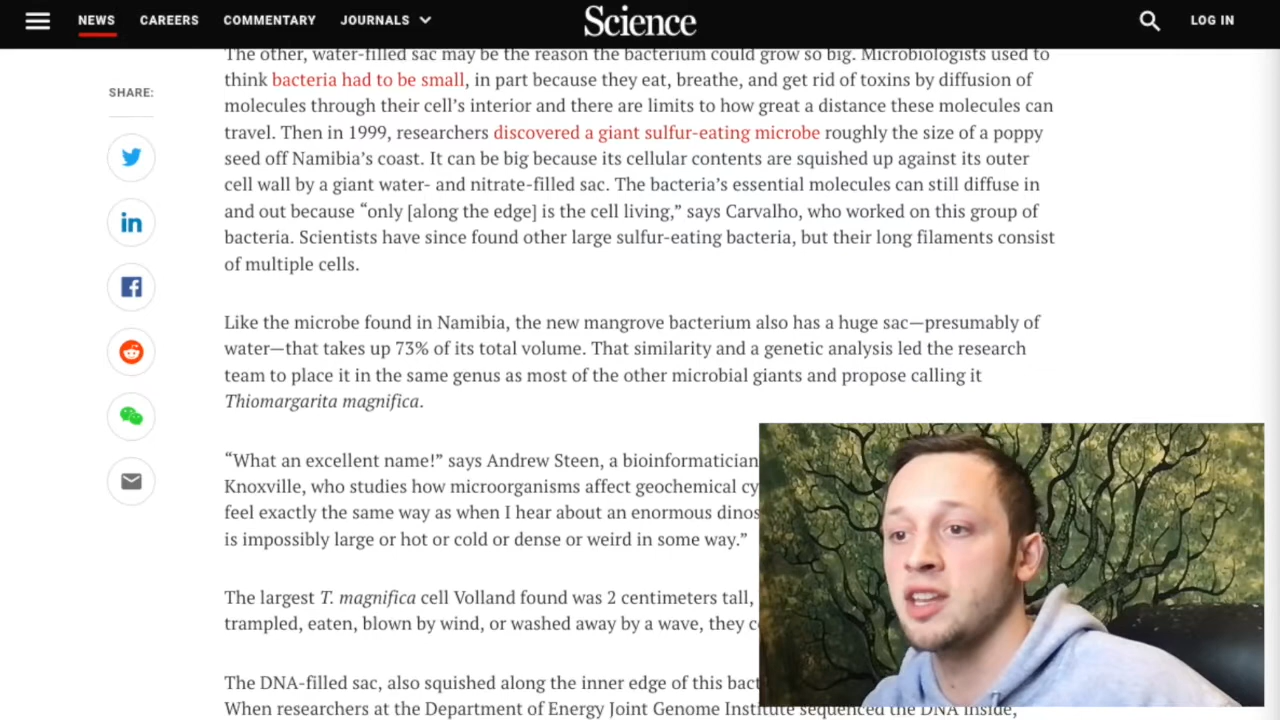 NEWS CAREERS COMMENTARY JOURNALS Science LOG IN
SHARE:
The other, water-filled sac may be the reason the bacterium could grow so big. Microbiologists used to
think bacteria had to be small, in part because they eat, breathe, and get rid of toxins by diffusion of
molecules through their cell’s interior and there are limits to how great a distance these molecules can
travel. Then in 1999, researchers discovered a giant sulfur-eating microbe roughly the size of a poppy
seed off Namibia’s coast. It can be big because its cellular contents are squished up against its outer
cell wall by a giant water- and nitrate-filled sac. The bacteria’s essential molecules can still diffuse in
and out because “only [along the edge] is the cell living,” says Carvalho, who worked on this group of
bacteria. Scientists have since found other large sulfur-eating bacteria, but their long filaments consist
of multiple cells.
Like the microbe found in Namibia, the new mangrove bacterium also has a huge sac—presumably of
water—that takes up 73% of its total volume. That similarity and a genetic analysis led the research
team to place it in the same genus as most of the other microbial giants and propose calling it
Thiomargarita magnifica.
“What an excellent name!” says Andrew Steen, a bioinformatician
Knoxville, who studies how microorganisms affect geochemical cy
feel exactly the same way as when I hear about an enormous dinos
is impossibly large or hot or cold or dense or weird in some way.”
The largest T. magnifica cell Volland found was 2 centimeters tall,
trampled, eaten, blown by wind, or washed away by a wave, they c
The DNA-filled sac, also squished along the inner edge of this bact
When researchers at the Department of Energy Joint Genome Institute sequenced the DNA inside,